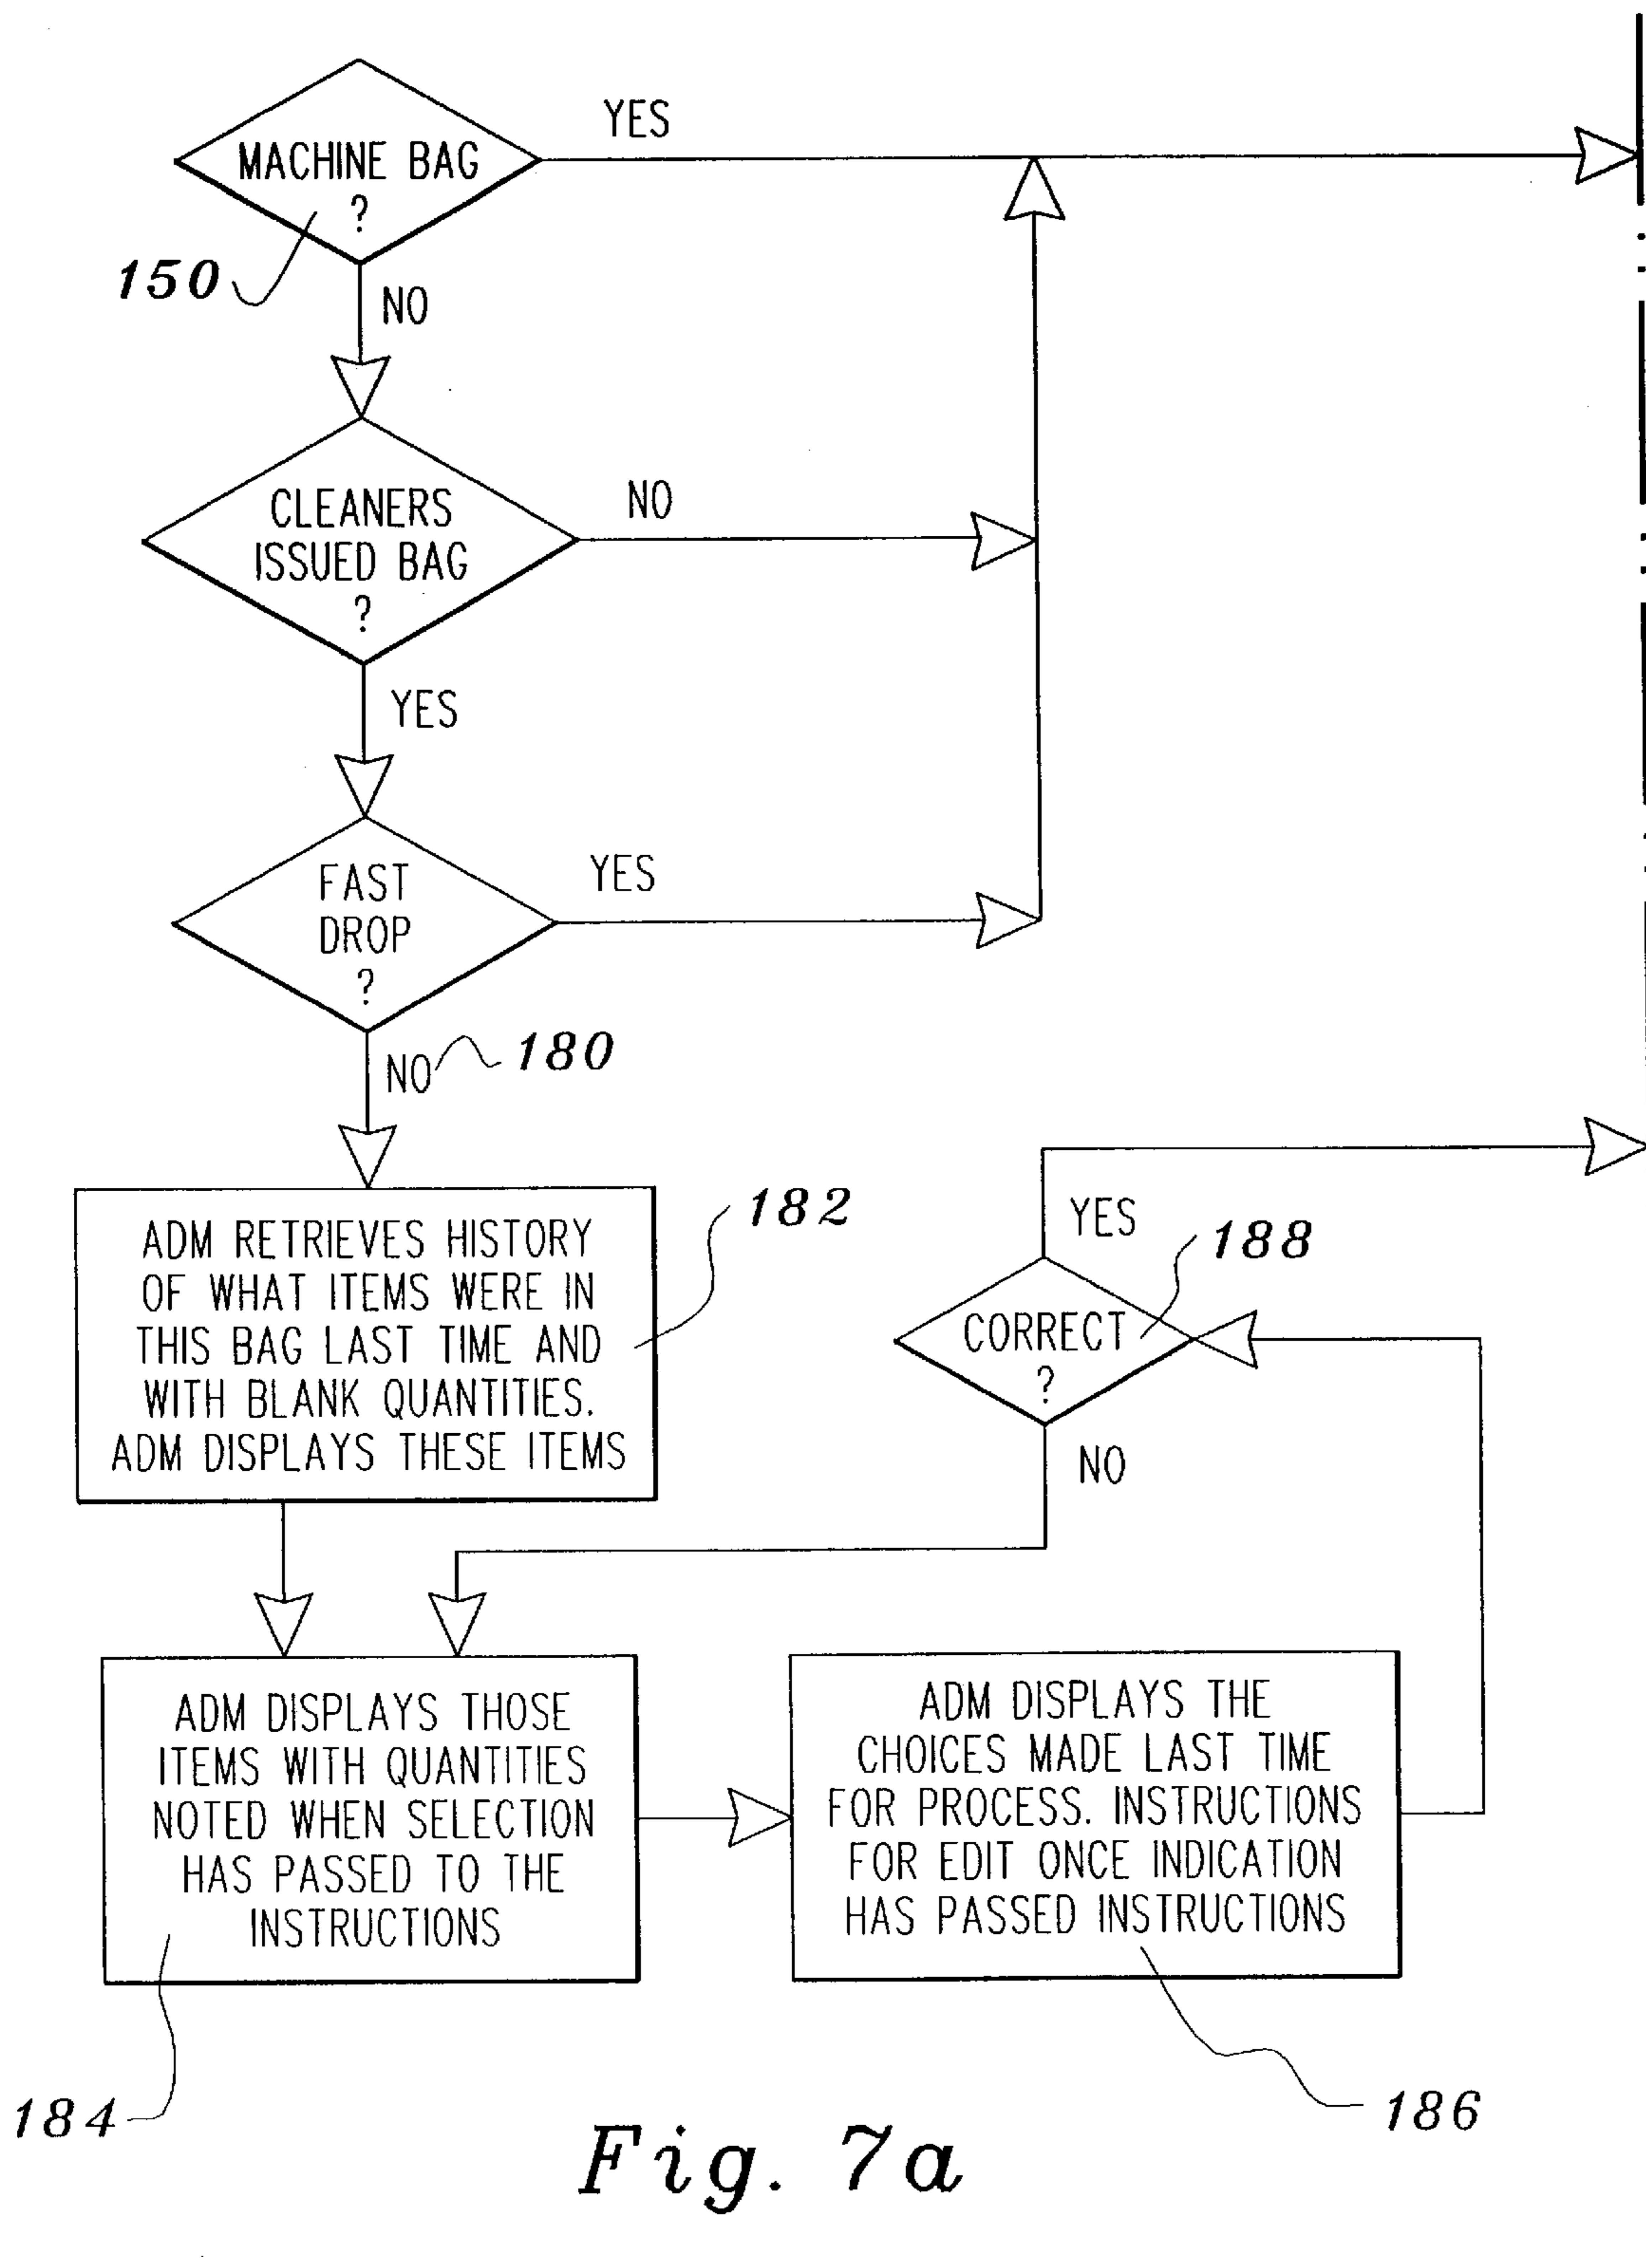 YES
MACHINE BAG
?
150
NO
CLEANERS
ISSUED BAG
?
NO
YES
FAST
DROP
?
YES
NO
180
ADM RETRIEVES HISTORY
OF WHAT ITEMS WERE IN
THIS BAG LAST TIME AND
WITH BLANK QUANTITIES.
ADM DISPLAYS THESE ITEMS
182
YES
188
CORRECT
?
NO
ADM DISPLAYS THOSE
ITEMS WITH QUANTITIES
NOTED WHEN SELECTION
HAS PASSED TO THE
INSTRUCTIONS
184
ADM DISPLAYS THE
CHOICES MADE LAST TIME
FOR PROCESS. INSTRUCTIONS
FOR EDIT ONCE INDICATION
HAS PASSED INSTRUCTIONS
186
Fig. 7a